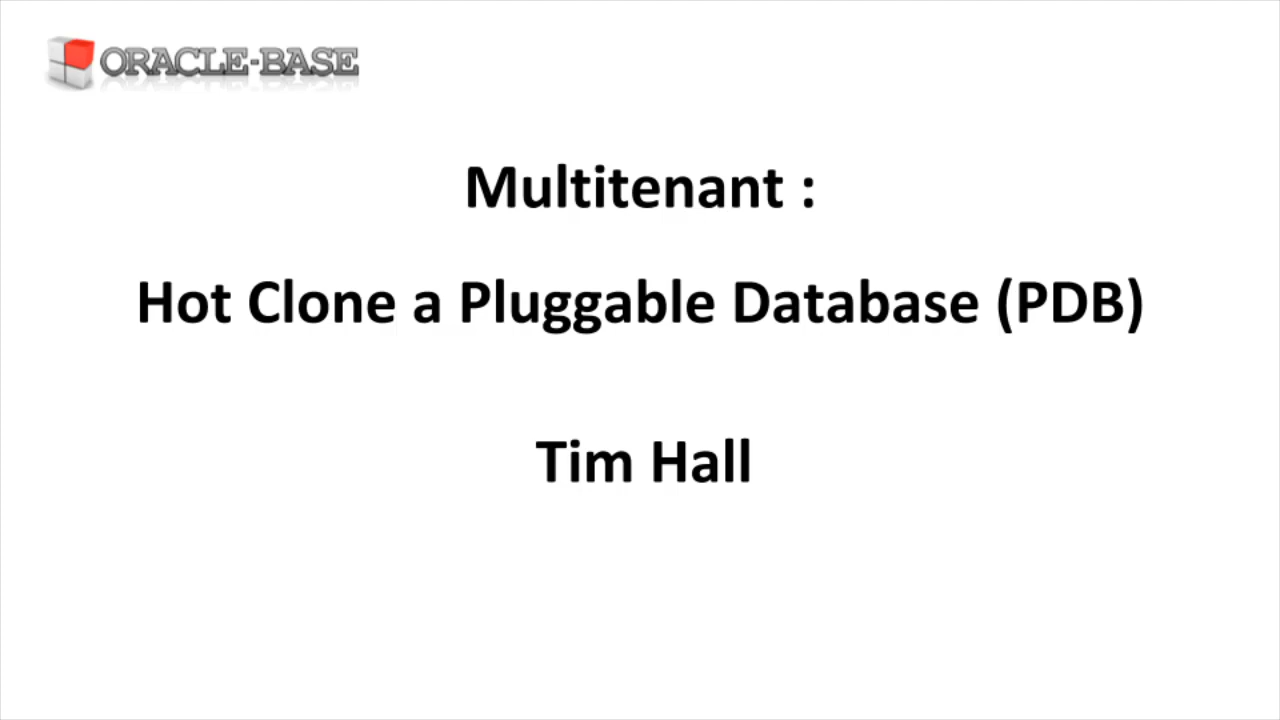 ORACLE-BASE
Multitenant :
Hot Clone a Pluggable Database (PDB)
Tim Hall